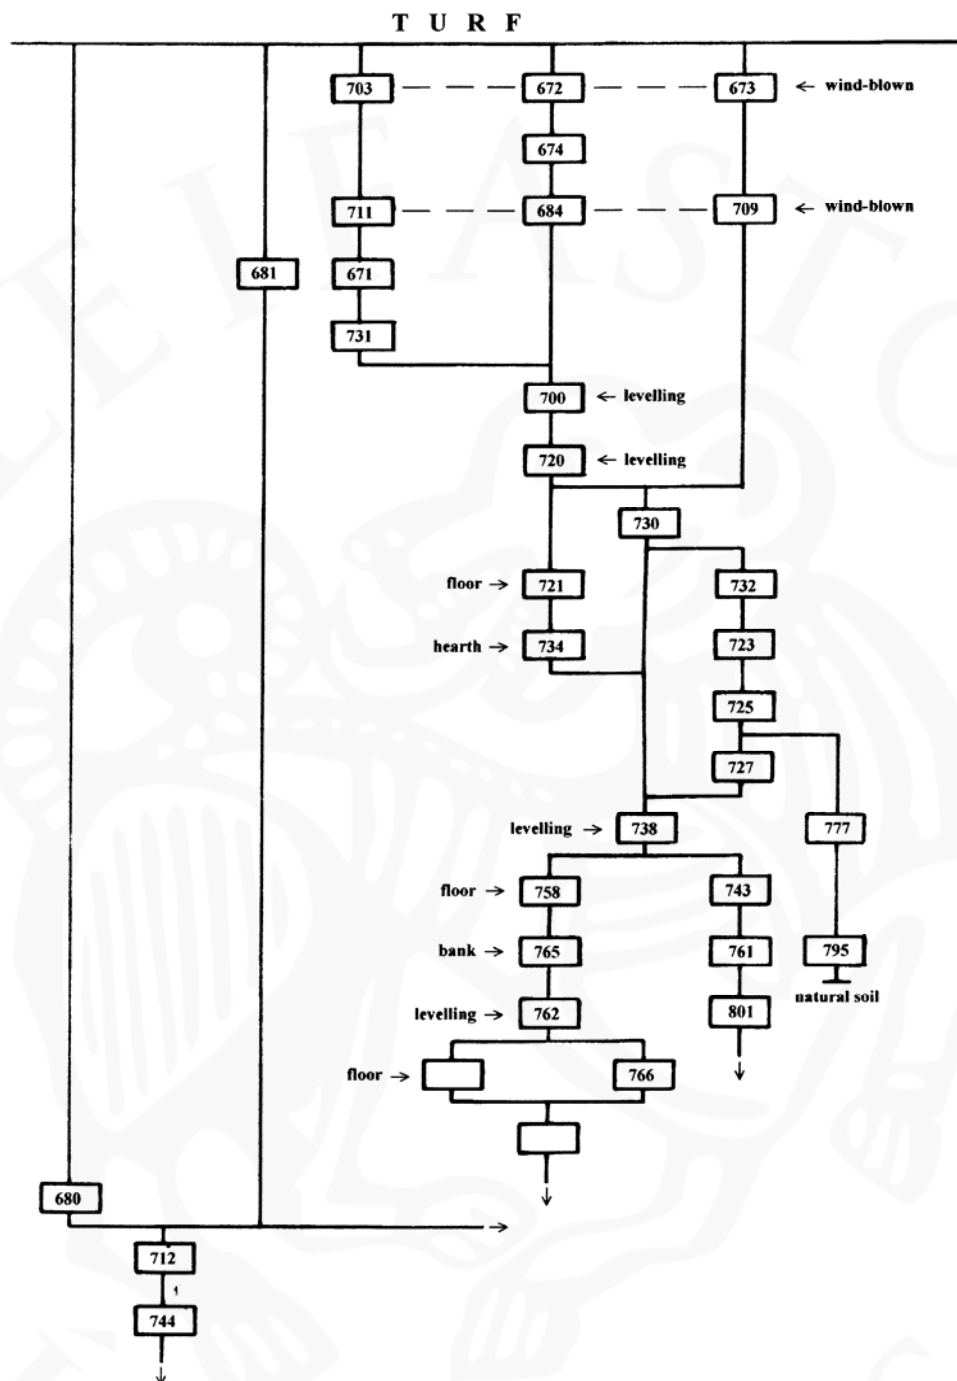 T U R F
703 672 673 ← wind-blown
674
711 684 709 ← wind-blown
681 671
731
700 ← levelling
720 ← levelling
730
floor → 721 732
hearth → 734 723
725
727
levelling → 738 777
floor → 758 743
bank → 765 761 795
natural soil
levelling → 762 801
floor → 766
680
712
744
LEIFAST C